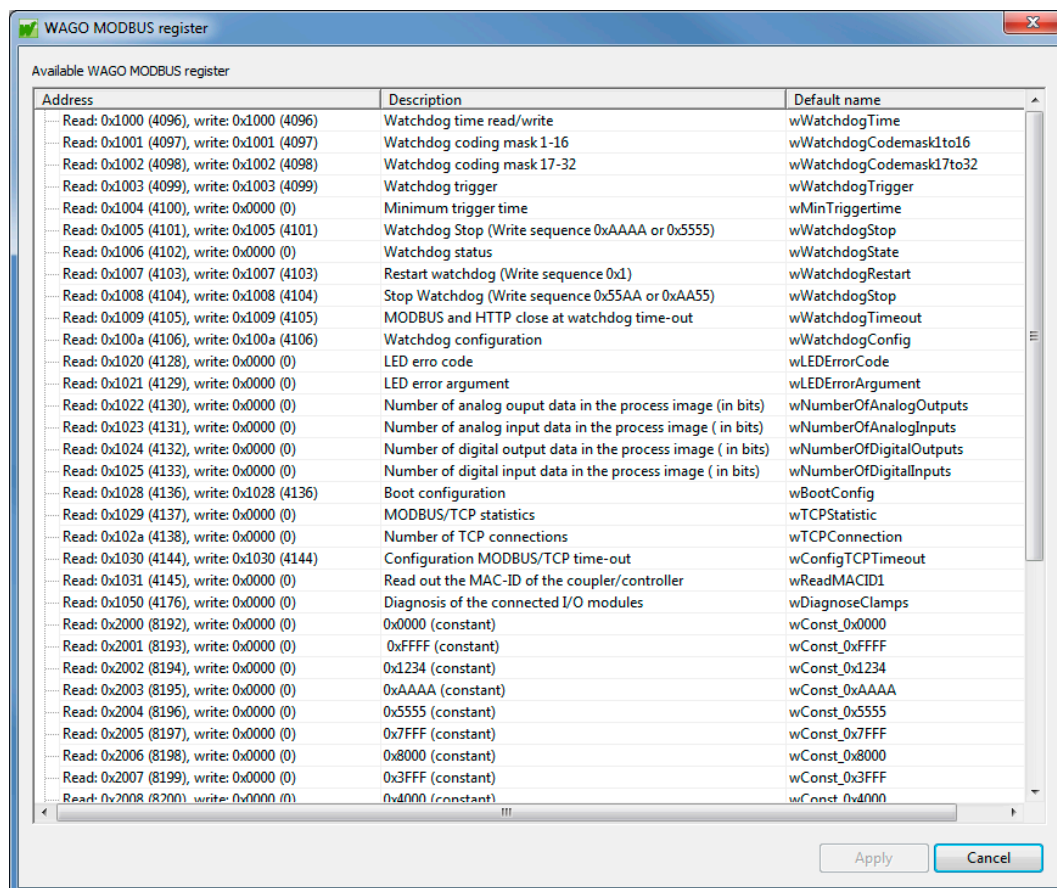 WAGO MODBUS register
Available WAGO MODBUS register
Address Description Default name
Read: 0x1000 (4096), write: 0x1000 (4096) Watchdog time read/write wWatchdogTime
Read: 0x1001 (4097), write: 0x1001 (4097) Watchdog coding mask 1-16 wWatchdogCodemask1to16
Read: 0x1002 (4098), write: 0x1002 (4098) Watchdog coding mask 17-32 wWatchdogCodemask17to32
Read: 0x1003 (4099), write: 0x1003 (4099) Watchdog trigger wWatchdogTrigger
Read: 0x1004 (4100), write: 0x0000 (0) Minimum trigger time wMinTriggertime
Read: 0x1005 (4101), write: 0x1005 (4101) Watchdog Stop (Write sequence 0xAAAA or 0x5555) wWatchdogStop
Read: 0x1006 (4102), write: 0x0000 (0) Watchdog status wWatchdogState
Read: 0x1007 (4103), write: 0x1007 (4103) Restart watchdog (Write sequence 0x1) wWatchdogRestart
Read: 0x1008 (4104), write: 0x1008 (4104) Stop Watchdog (Write sequence 0x55AA or 0xAA55) wWatchdogStop
Read: 0x1009 (4105), write: 0x1009 (4105) MODBUS and HTTP close at watchdog time-out wWatchdogTimeout
Read: 0x100a (4106), write: 0x100a (4106) Watchdog configuration wWatchdogConfig
Read: 0x1020 (4128), write: 0x0000 (0) LED erro code wLEDErrorCode
Read: 0x1021 (4129), write: 0x0000 (0) LED error argument wLEDErrorArgument
Read: 0x1022 (4130), write: 0x0000 (0) Number of analog ouput data in the process image (in bits) wNumberOfAnalogOutputs
Read: 0x1023 (4131), write: 0x0000 (0) Number of analog input data in the process image ( in bits) wNumberOfAnalogInputs
Read: 0x1024 (4132), write: 0x0000 (0) Number of digital output data in the process image ( in bits) wNumberOfDigitalOutputs
Read: 0x1025 (4133), write: 0x0000 (0) Number of digital input data in the process image ( in bits) wNumberOfDigitalInputs
Read: 0x1028 (4136), write: 0x1028 (4136) Boot configuration wBootConfig
Read: 0x1029 (4137), write: 0x0000 (0) MODBUS/TCP statistics wTCPStatistic
Read: 0x102a (4138), write: 0x0000 (0) Number of TCP connections wTCPConnection
Read: 0x1030 (4144), write: 0x1030 (4144) Configuration MODBUS/TCP time-out wConfigTCPTimeout
Read: 0x1031 (4145), write: 0x0000 (0) Read out the MAC-ID of the coupler/controller wReadMACID1
Read: 0x1050 (4176), write: 0x0000 (0) Diagnosis of the connected I/O modules wDiagnoseClamps
Read: 0x2000 (8192), write: 0x0000 (0) 0x0000 (constant) wConst_0x0000
Read: 0x2001 (8193), write: 0x0000 (0) 0xFFFF (constant) wConst_0xFFFF
Read: 0x2002 (8194), write: 0x0000 (0) 0x1234 (constant) wConst_0x1234
Read: 0x2003 (8195), write: 0x0000 (0) 0xAAAA (constant) wConst_0xAAAA
Read: 0x2004 (8196), write: 0x0000 (0) 0x5555 (constant) wConst_0x5555
Read: 0x2005 (8197), write: 0x0000 (0) 0x7FFF (constant) wConst_0x7FFF
Read: 0x2006 (8198), write: 0x0000 (0) 0x8000 (constant) wConst_0x8000
Read: 0x2007 (8199), write: 0x0000 (0) 0x3FFF (constant) wConst_0x3FFF
Read: 0x2008 (8200), write: 0x0000 (0) 0x4000 (constant) wConst_0x4000
Apply Cancel